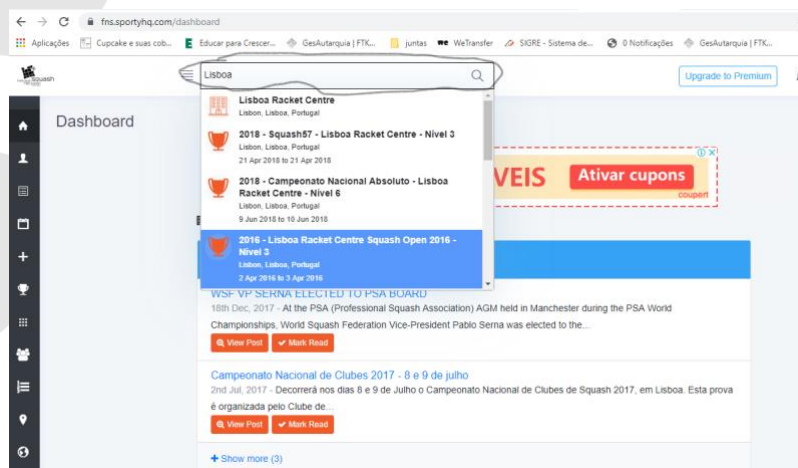 fns.sportyhq.com/dashboard
Aplicações Cupcake e suas cob... Educar para Crescer... GesAutarquia | FTK... juntas WeTransfer SIGRE - Sistema de... 0 Notificações GesAutarquia | FTK...
squash
Lisboa
Upgrade to Premium
Dashboard
Lisboa Racket Centre
Lisbon, Lisboa, Portugal
2018 - Squash57 - Lisboa Racket Centre - Nível 3
Lisbon, Lisboa, Portugal
21 Apr 2018 to 21 Apr 2018
2018 - Campeonato Nacional Absoluto - Lisboa
Racket Centre - Nível 6
Lisbon, Lisboa, Portugal
9 Jun 2018 to 10 Jun 2018
2016 - Lisboa Racket Centre Squash Open 2016 -
Nível 3
Lisbon, Lisboa, Portugal
2 Apr 2016 to 3 Apr 2016
VEIS
Ativar cupons
coupert
WSF VP SERNA ELECTED TO PSA BOARD
18th Dec, 2017 - At the PSA (Professional Squash Association) AGM held in Manchester during the PSA World
Championships, World Squash Federation Vice-President Pablo Serna was elected to the...
View Post Mark Read
Campeonato Nacional de Clubes 2017 - 8 e 9 de julho
2nd Jul, 2017 - Decorrerá nos dias 8 e 9 de Julho o Campeonato Nacional de Clubes de Squash 2017, em Lisboa. Esta prova
é organizada pelo Clube de...
View Post Mark Read
+ Show more (3)